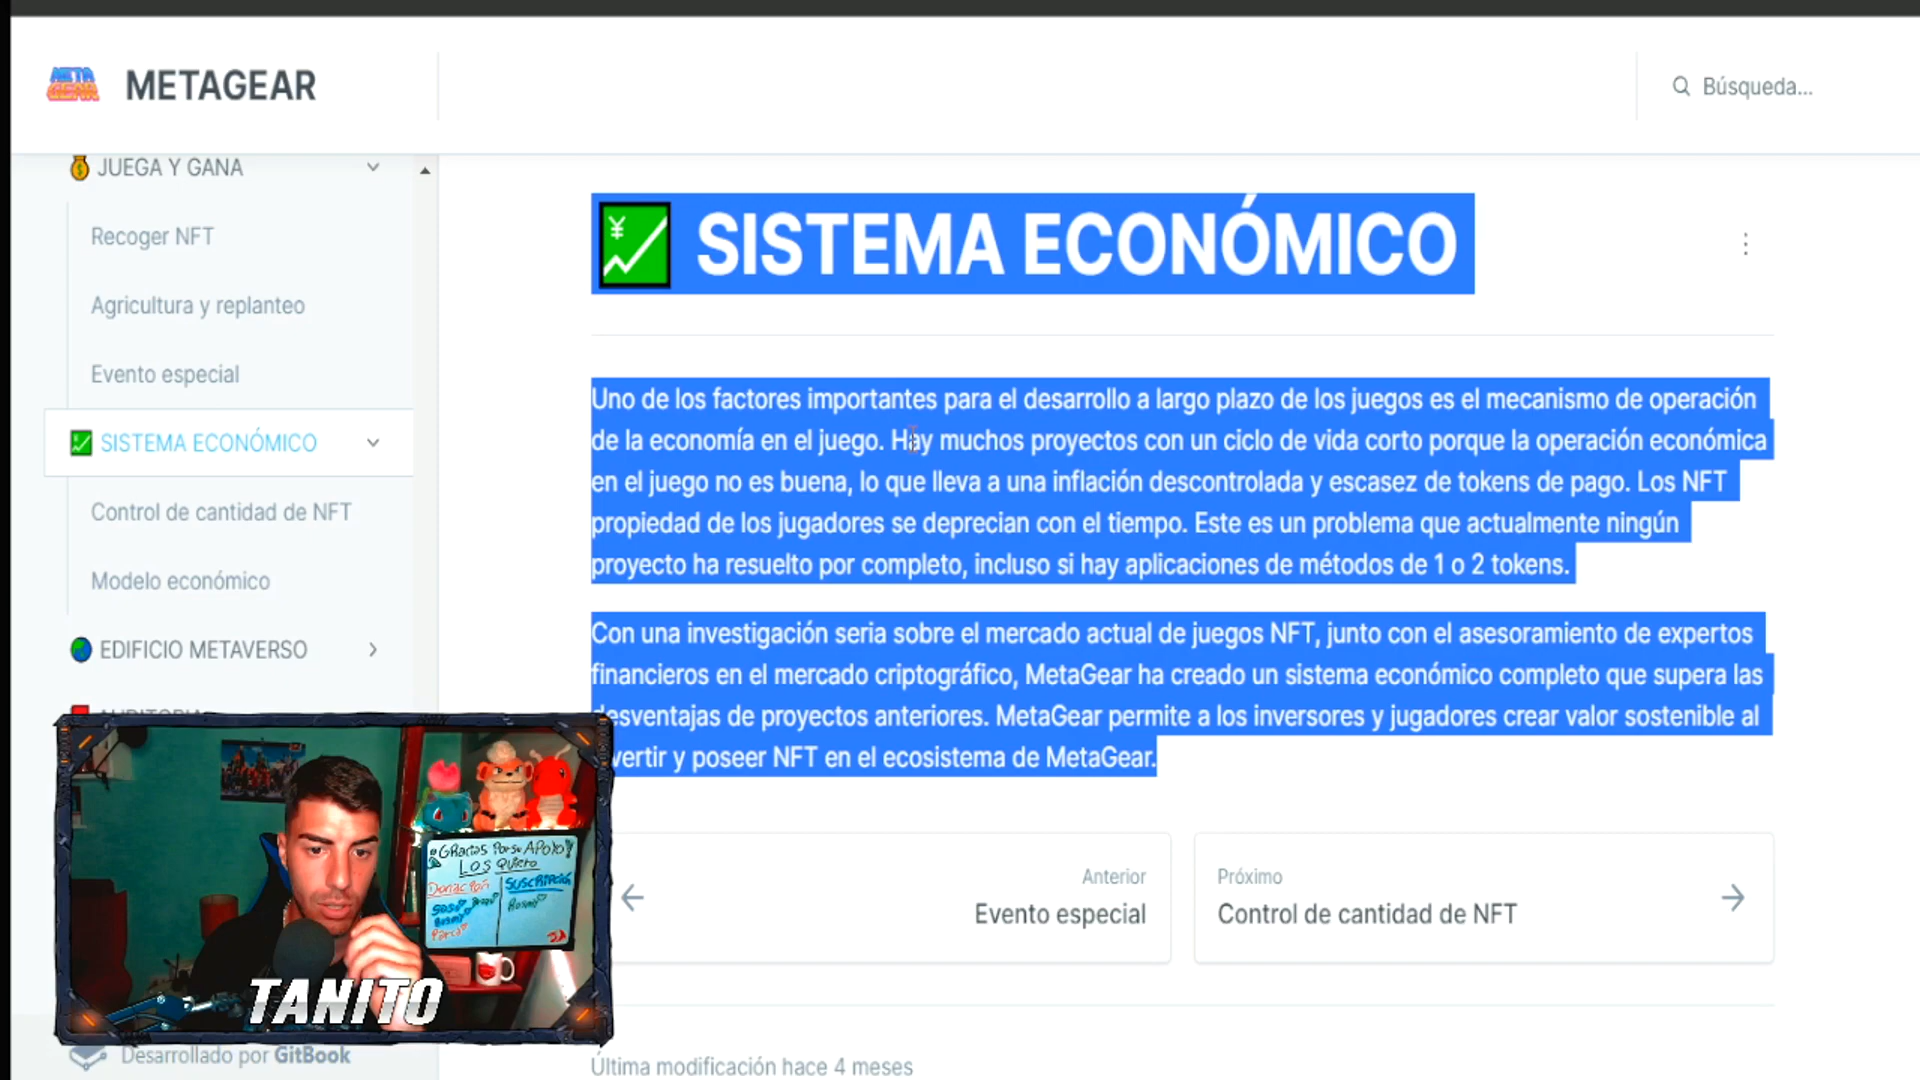 META GEAR
METAGEAR
Búsqueda...
JUEGA Y GANA
Recoger NFT
Agricultura y replanteo
Evento especial
SISTEMA ECONÓMICO
Control de cantidad de NFT
Modelo económico
EDIFICIO METAVERSO
AUDITORIA
¥ SISTEMA ECONÓMICO
Uno de los factores importantes para el desarrollo a largo plazo de los juegos es el mecanismo de operación
de la economía en el juego. Hay muchos proyectos con un ciclo de vida corto porque la operación económica
en el juego no es buena, lo que lleva a una inflación descontrolada y escasez de tokens de pago. Los NFT
propiedad de los jugadores se deprecian con el tiempo. Este es un problema que actualmente ningún
proyecto ha resuelto por completo, incluso si hay aplicaciones de métodos de 1 o 2 tokens.
Con una investigación seria sobre el mercado actual de juegos NFT, junto con el asesoramiento de expertos
financieros en el mercado criptográfico, MetaGear ha creado un sistema económico completo que supera las
desventajas de proyectos anteriores. MetaGear permite a los inversores y jugadores crear valor sostenible al
vertir y poseer NFT en el ecosistema de MetaGear.
Anterior
Evento especial
Próximo
Control de cantidad de NFT
Última modificación hace 4 meses
GRacias Por su APOYO
Los Quiero
Donación
SUSCRIPCIÓN
TANITO
Desarrollado por GitBook